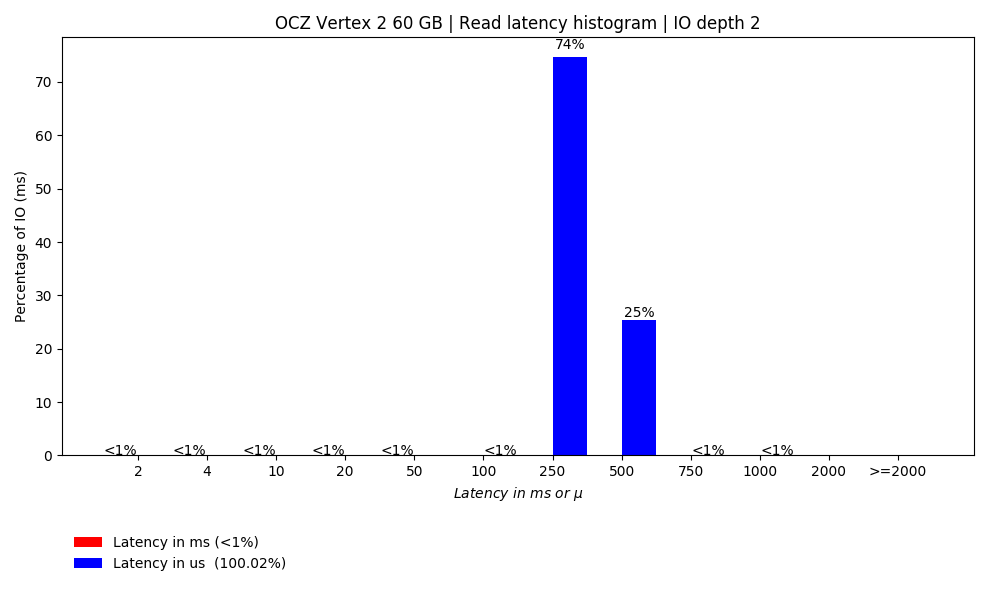 OCZ Vertex 2 60 GB | Read latency histogram | IO depth 2
74%
70
60
50
Percentage of IO (ms)
40
30
25%
20
10
<1% <1% <1% <1% <1% <1% <1% <1%
0
2 4 10 20 50 100 250 500 750 1000 2000 >=2000
Latency in ms or μ
Latency in ms (<1%)
Latency in us  (100.02%)